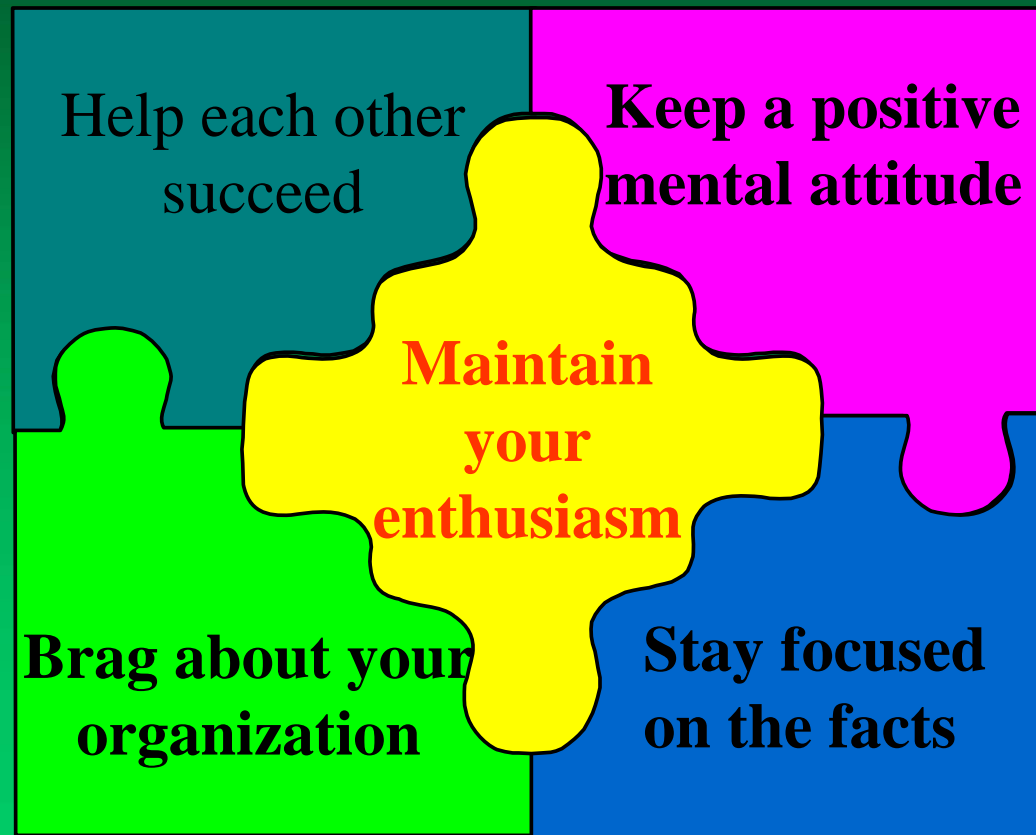 Help each other
succeed
Keep a positive
mental attitude
Maintain
your
enthusiasm
Brag about your
organization
Stay focused
on the facts